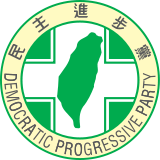 民主進步黨
DEMOCRATIC PROGRESSIVE PARTY